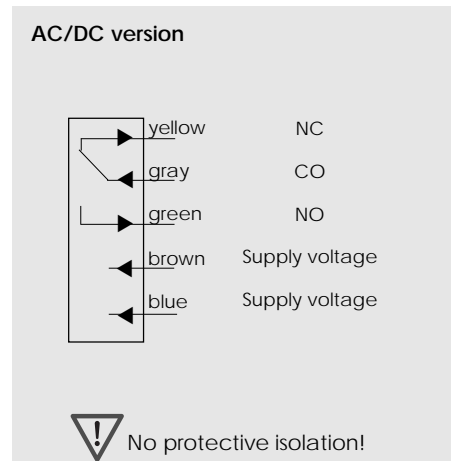 AC/DC version
yellow NC
gray CO
green NO
brown Supply voltage
blue Supply voltage
! No protective isolation!